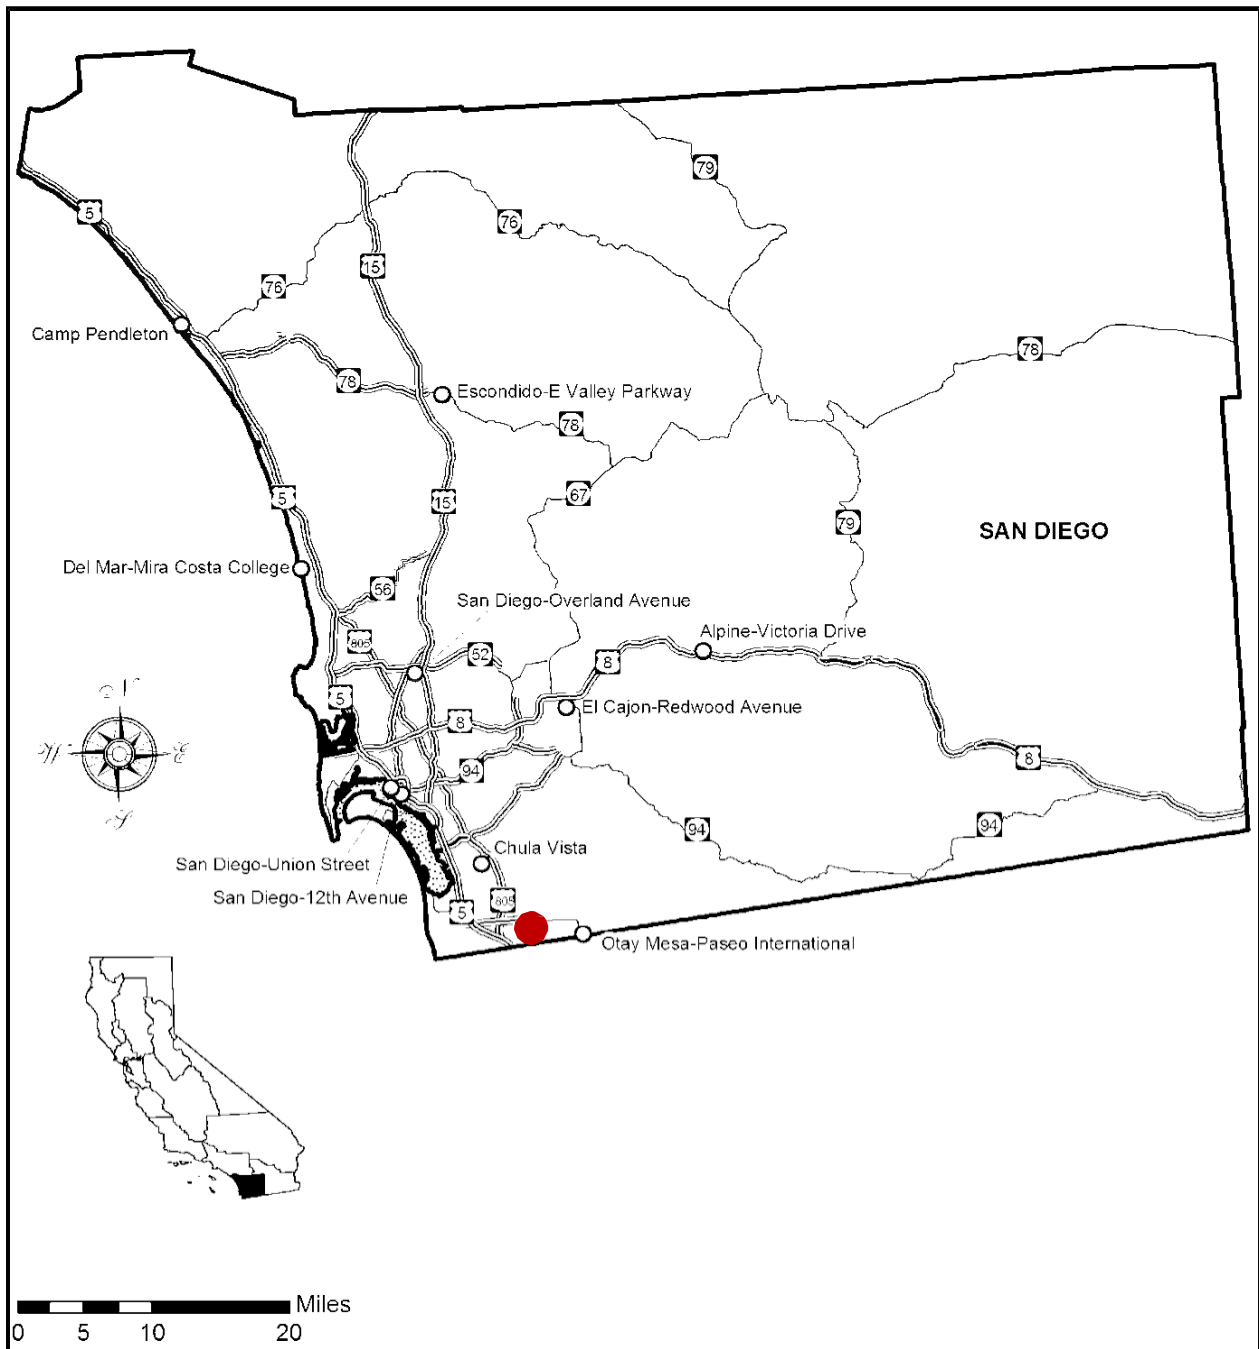 79
5
76
15
76
Camp Pendleton
78
78
Escondido-E Valley Parkway
78
5
15
67
79
SAN DIEGO
Del Mar-Mira Costa College
56
San Diego-Overland Avenue
805
52
Alpine-Victoria Drive
8
N
5
El Cajon-Redwood Avenue
8
W
E
94
8
S
94
94
San Diego-Union Street
Chula Vista
San Diego-12th Avenue
805
5
Otay Mesa-Paseo International
Miles
0 5 10 20